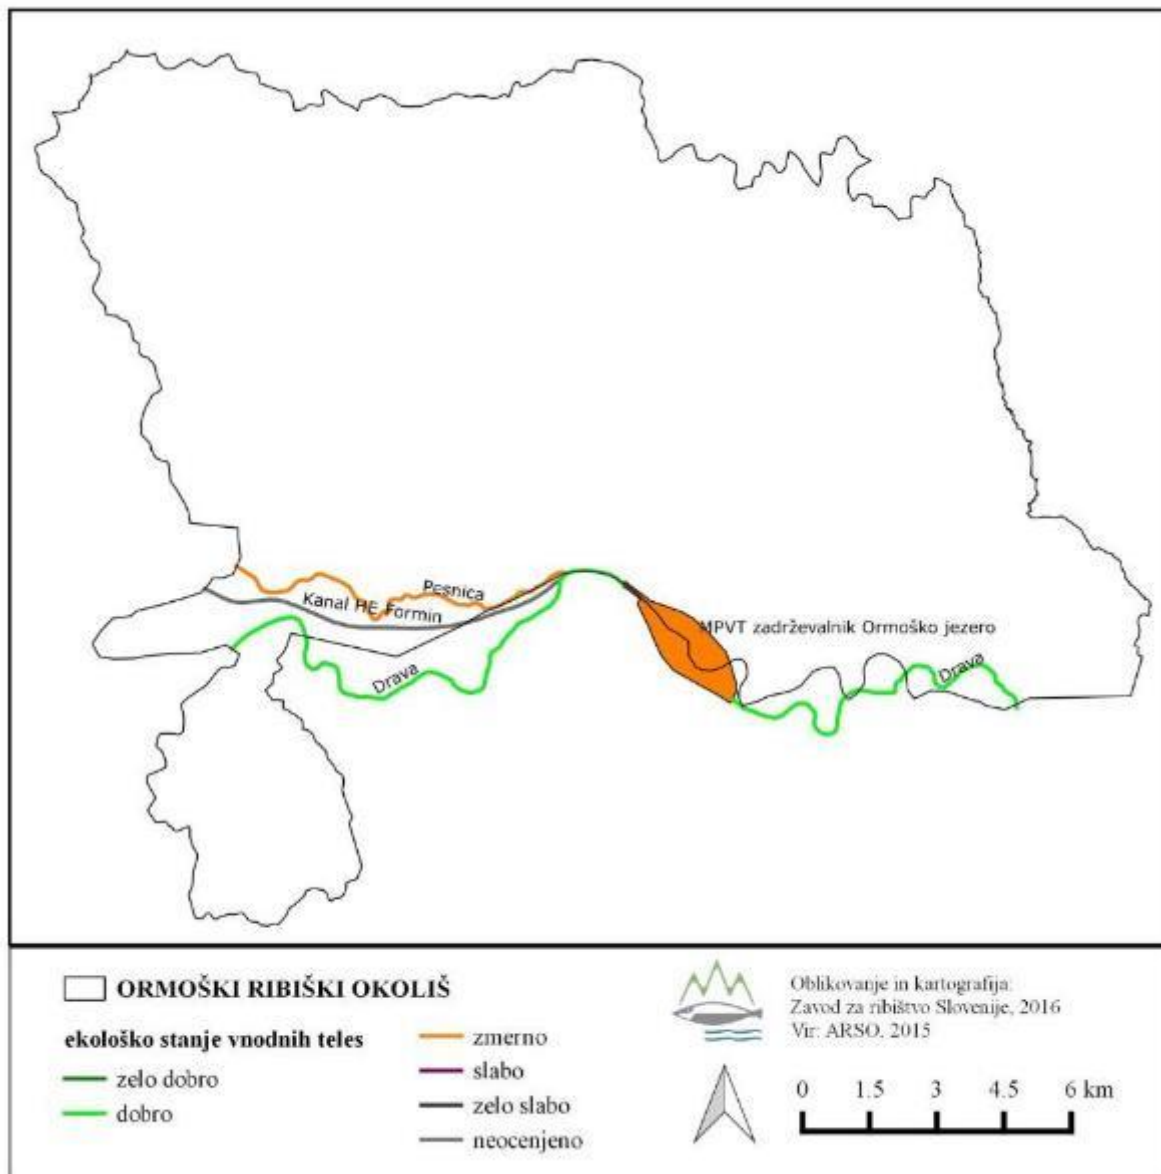 Pesnica
Kanal HE Formin
Drava
MPVT zadrževalnik Ormoško jezero
Drava
ORMOŠKI RIBIŠKI OKOLIŠ
ekološko stanje vnodnih teles
zelo dobro
dobro
zmerno
slabo
zelo slabo
neocenjeno
Oblikovanje in kartografija:
Zavod za ribištvo Slovenije, 2016
Vir: ARSO, 2015
0 1.5 3 4.5 6 km